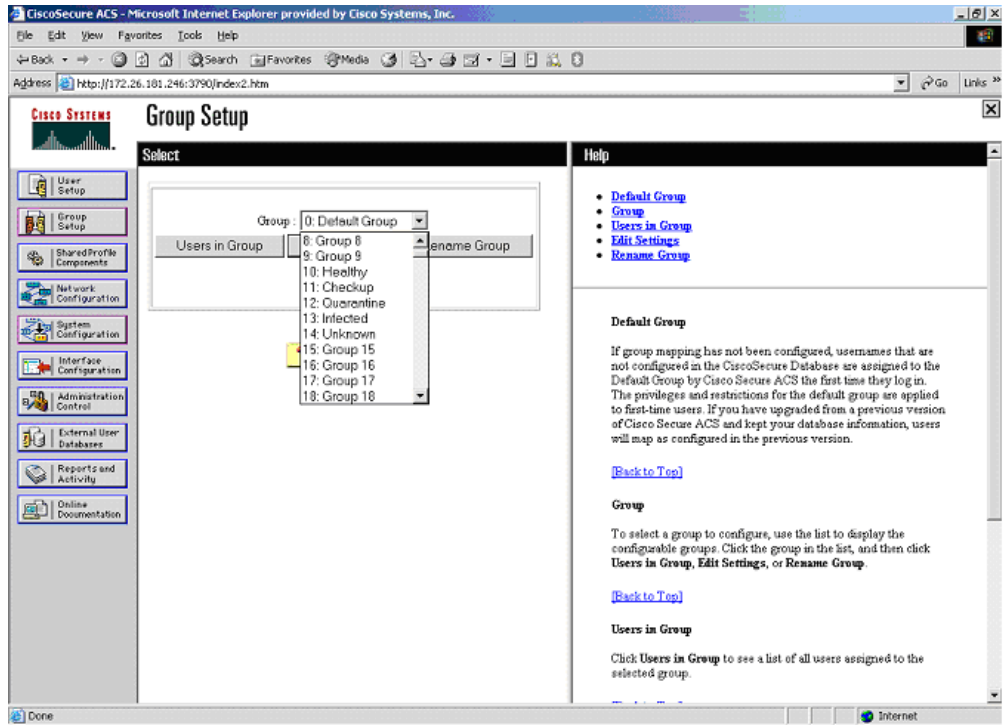 CiscoSecure ACS - Microsoft Internet Explorer provided by Cisco Systems, Inc.
File Edit View Favorites Tools Help
Back Search Favorites Media
Address http://172.26.181.246:3790/index2.htm Go Links »
CISCO SYSTEMS
Group Setup
User Setup
Group Setup
Shared Profile Components
Network Configuration
System Configuration
Interface Configuration
Administration Control
External User Databases
Reports and Activity
Online Documentation
Select
Group : 0: Default Group
Users in Group ename Group
8: Group 8
9: Group 9
10: Healthy
11: Checkup
12: Quarantine
13: Infected
14: Unknown
15: Group 15
16: Group 16
17: Group 17
18: Group 18
Help
Default Group
Group
Users in Group
Edit Settings
Rename Group
Default Group
If group mapping has not been configured, usernames that are
not configured in the CiscoSecure Database are assigned to the
Default Group by Cisco Secure ACS the first time they log in.
The privileges and restrictions for the default group are applied
to first-time users. If you have upgraded from a previous version
of Cisco Secure ACS and kept your database information, users
will map as configured in the previous version.
[Back to Top]
Group
To select a group to configure, use the list to display the
configurable groups. Click the group in the list, and then click
Users in Group, Edit Settings, or Rename Group.
[Back to Top]
Users in Group
Click Users in Group to see a list of all users assigned to the
selected group.
Done
Internet